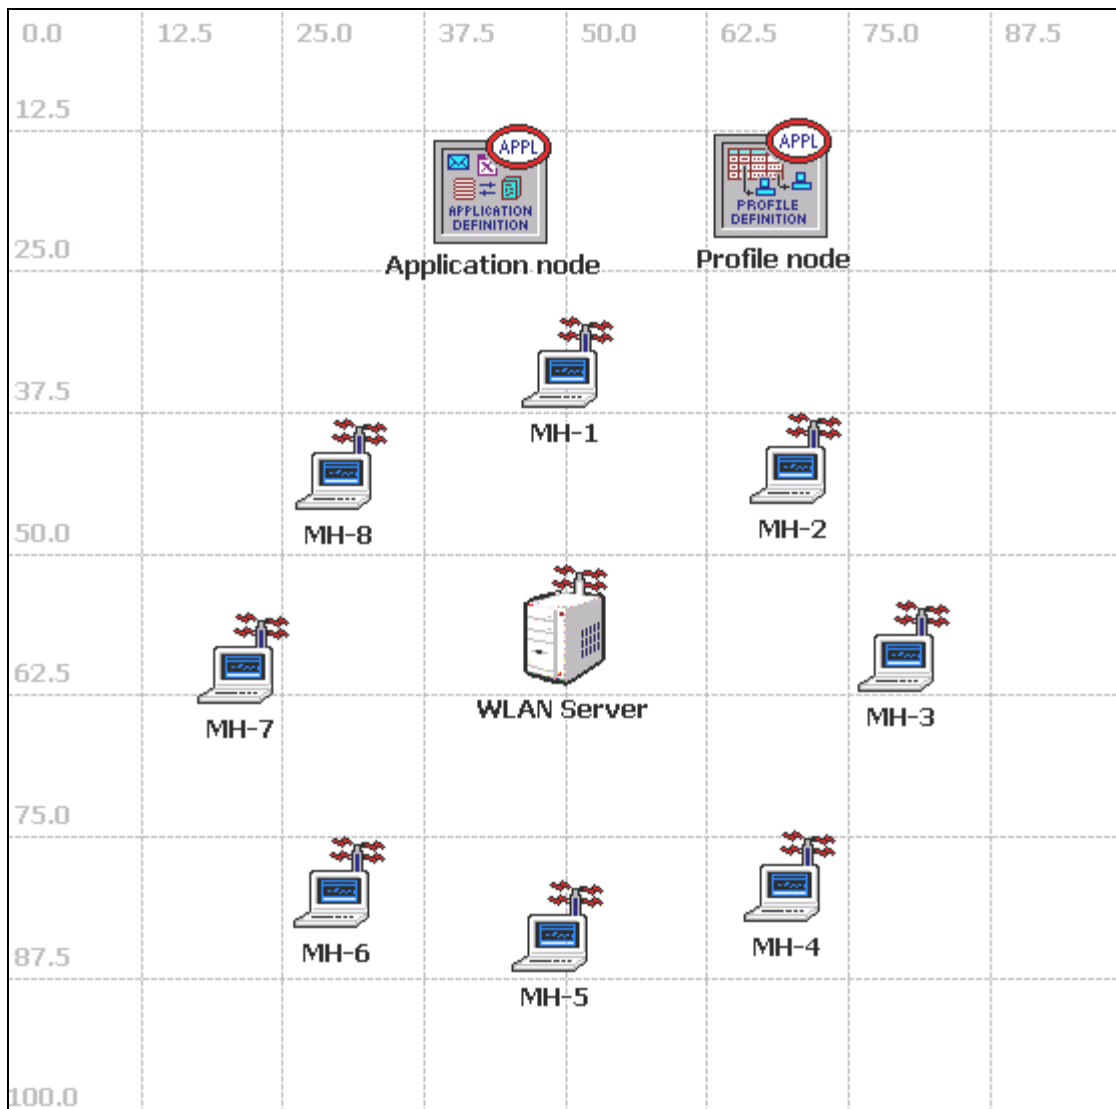 0.0 12.5 25.0 37.5 50.0 62.5 75.0 87.5
12.5
APPL
APPLICATION
DEFINITION
APPL
PROFILE
DEFINITION
25.0
Application node
Profile node
37.5
MH-1
MH-8
MH-2
50.0
62.5
WLAN Server
MH-7
MH-3
75.0
MH-6
MH-4
87.5
MH-5
100.0